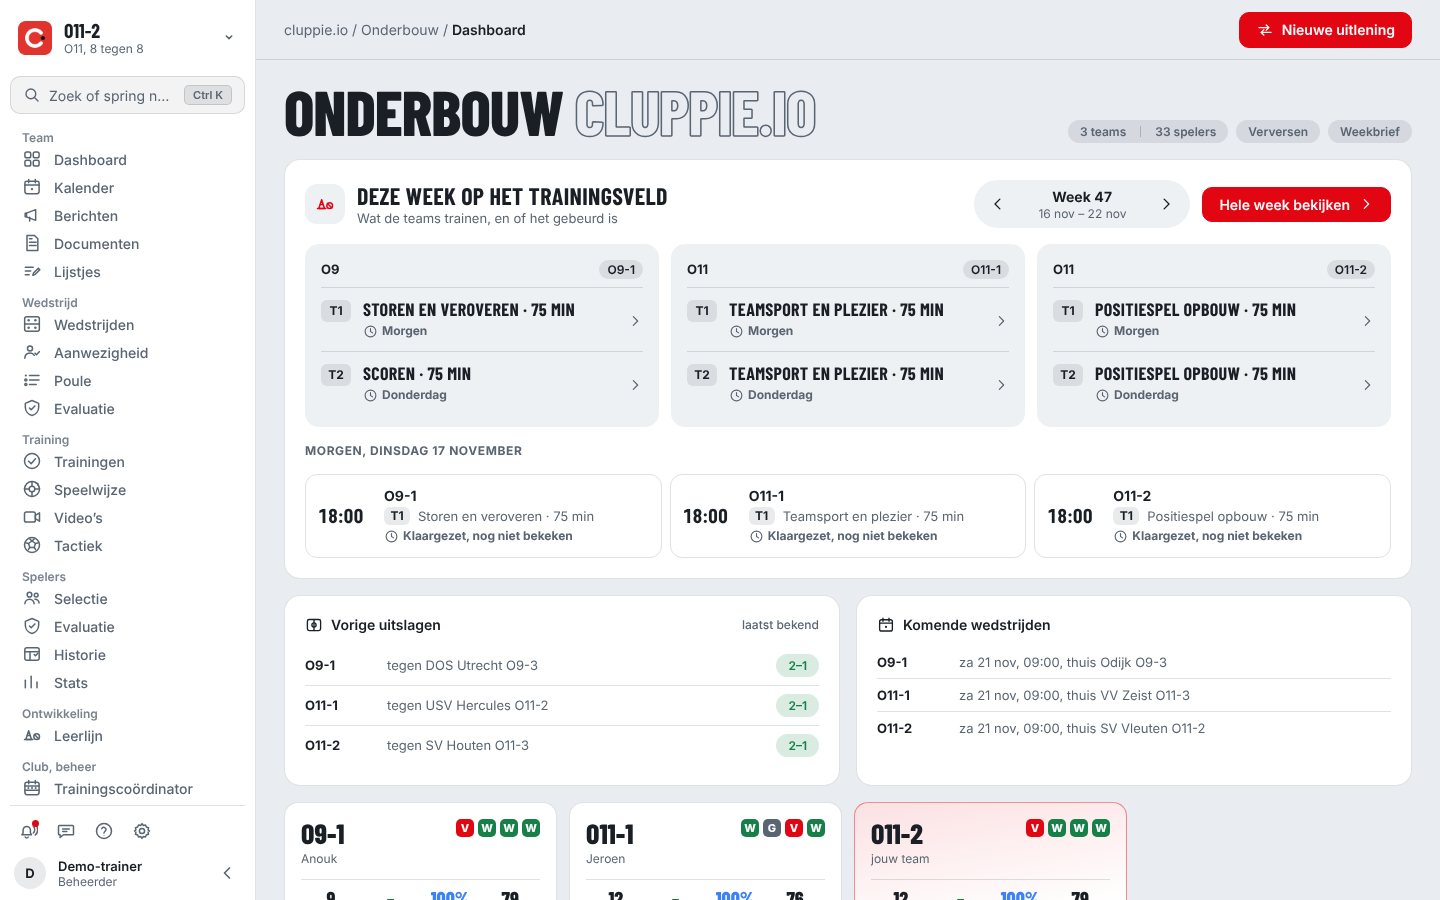 O11-2
O11, 8 tegen 8
Zoek of spring n...
Ctrl K
Team
Dashboard
Kalender
Berichten
Documenten
Lijstjes
Wedstrijd
Wedstrijden
Aanwezigheid
Poule
Evaluatie
Training
Trainingen
Speelwijze
Video's
Tactiek
Spelers
Selectie
Evaluatie
Historie
Stats
Ontwikkeling
Leerlijn
Club, beheer
Trainingscoördinator
D
Demo-trainer
Beheerder
cluppie.io / Onderbouw / Dashboard
Nieuwe uitlening
ONDERBOUW CLUPPIE.IO
3 teams | 33 spelers
Verversen
Weekbrief
DEZE WEEK OP HET TRAININGSVELD
Wat de teams trainen, en of het gebeurd is
Week 47
16 nov – 22 nov
Hele week bekijken
O9
O9-1
T1 STOREN EN VEROVEREN · 75 MIN
Morgen
T2 SCOREN · 75 MIN
Donderdag
O11
O11-1
T1 TEAMSPORT EN PLEZIER · 75 MIN
Morgen
T2 TEAMSPORT EN PLEZIER · 75 MIN
Donderdag
O11
O11-2
T1 POSITIESPEL OPBOUW · 75 MIN
Morgen
T2 POSITIESPEL OPBOUW · 75 MIN
Donderdag
MORGEN, DINSDAG 17 NOVEMBER
18:00
O9-1
T1 Storen en veroveren · 75 min
Klaargezet, nog niet bekeken
18:00
O11-1
T1 Teamsport en plezier · 75 min
Klaargezet, nog niet bekeken
18:00
O11-2
T1 Positiespel opbouw · 75 min
Klaargezet, nog niet bekeken
Vorige uitslagen
laatst bekend
O9-1 tegen DOS Utrecht O9-3 2–1
O11-1 tegen USV Hercules O11-2 2–1
O11-2 tegen SV Houten O11-3 2–1
Komende wedstrijden
O9-1 za 21 nov, 09:00, thuis Odijk O9-3
O11-1 za 21 nov, 09:00, thuis VV Zeist O11-3
O11-2 za 21 nov, 09:00, thuis SV Vleuten O11-2
O9-1
V W W W
Anouk
9 – 100% 79
O11-1
W G V W
Jeroen
12 – 100% 76
O11-2
V W W W
jouw team
12 – 100% 79